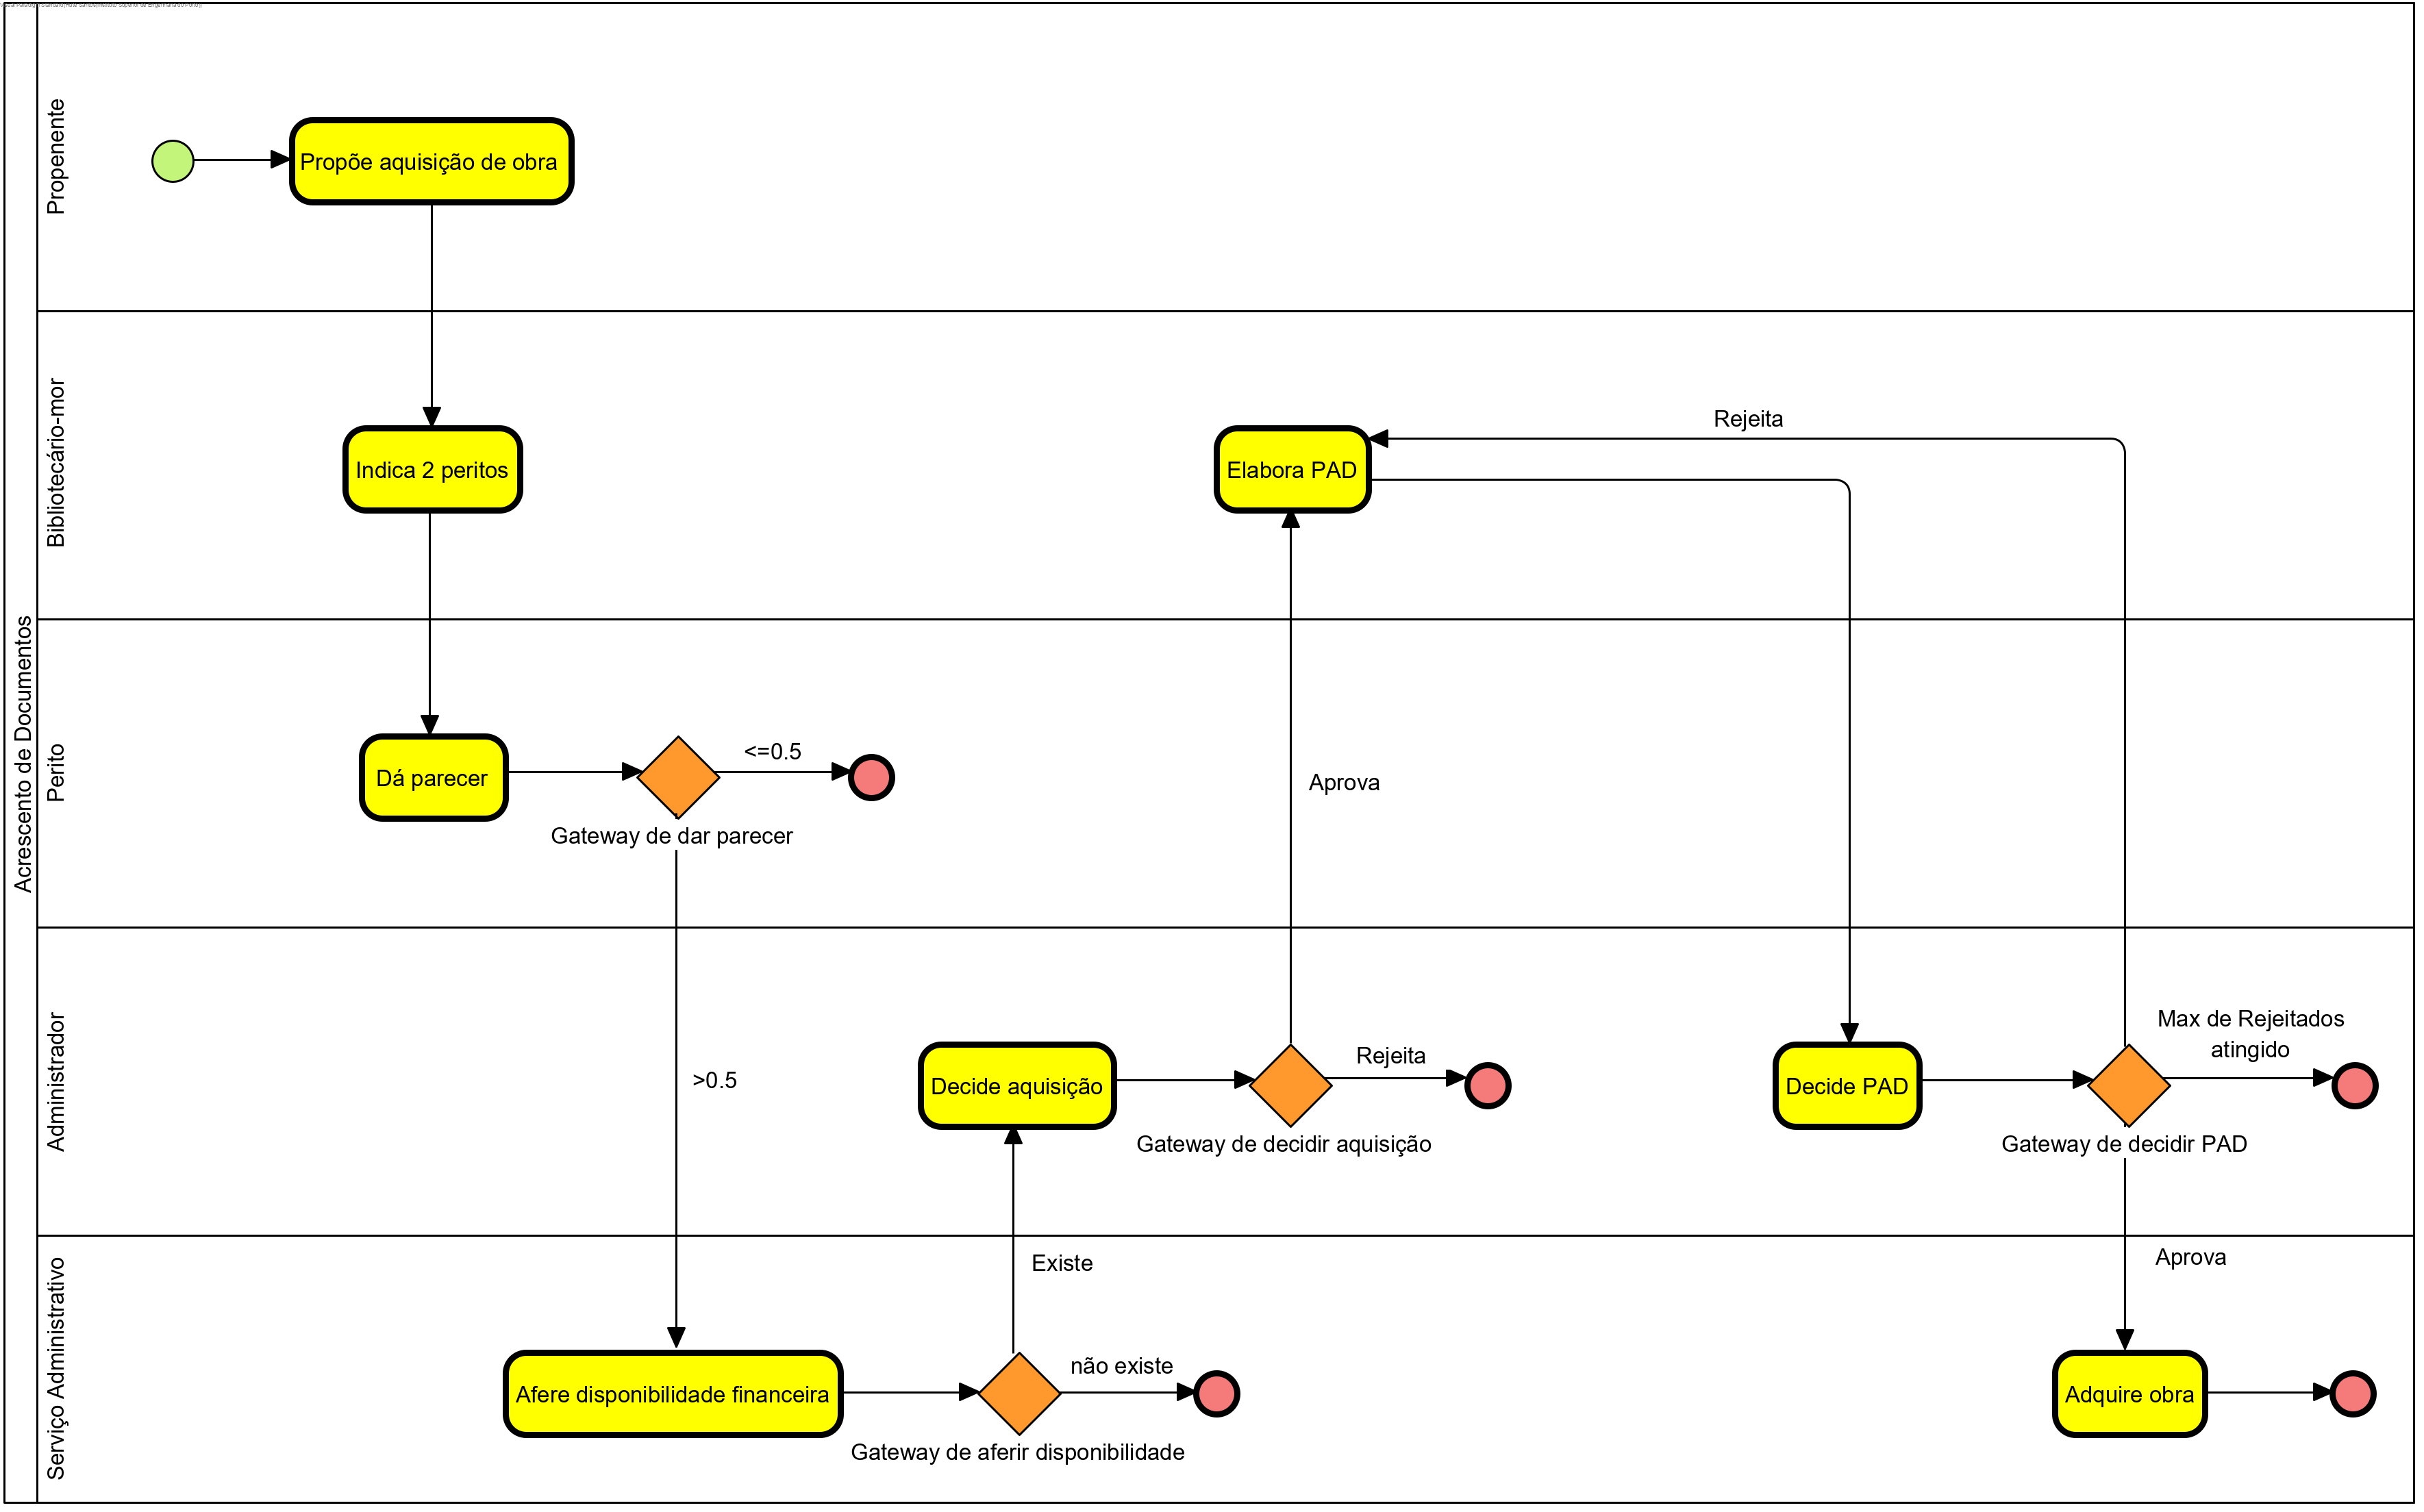 Acrescento de Documentos
Propenente
Propõe aquisição de obra
Bibliotecário-mor
Indica 2 peritos
Elabora PAD
Rejeita
Perito
Dá parecer
<=0.5
Gateway de dar parecer
Aprova
Administrador
>0.5
Decide aquisição
Rejeita
Gateway de decidir aquisição
Decide PAD
Max de Rejeitados
atingido
Gateway de decidir PAD
Serviço Administrativo
Existe
Aprova
Afere disponibilidade financeira
não existe
Gateway de aferir disponibilidade
Adquire obra